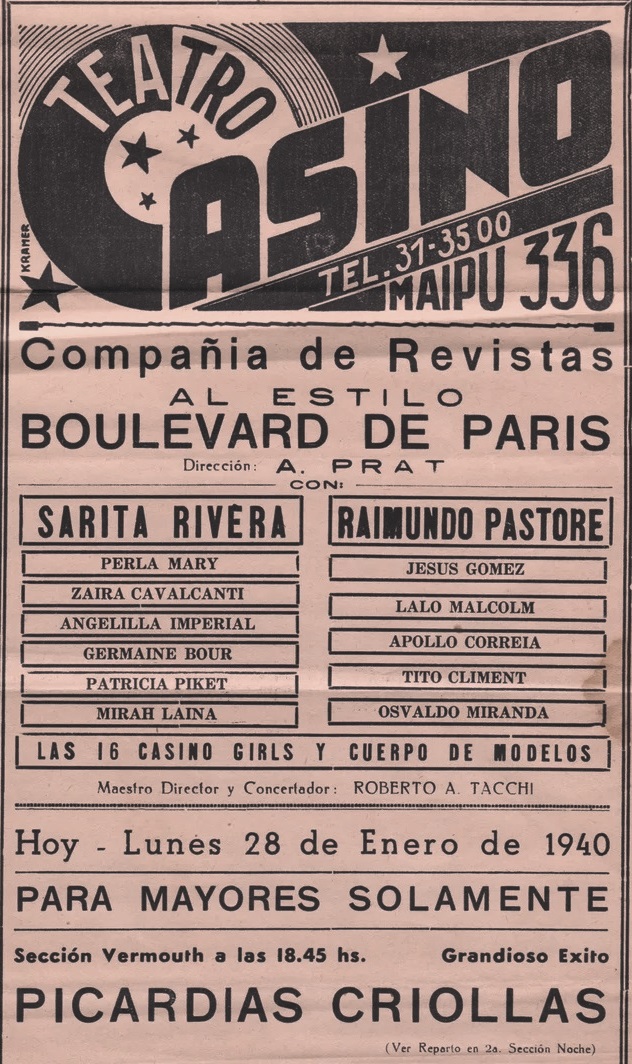 TEATRO
CASINO
TEL. 31-3500
MAIPU 336
KRAMER
Compañia de Revistas
AL ESTILO
BOULEVARD DE PARIS
Dirección: A. PRAT
CON:
SARITA RIVERA
PERLA MARY
ZAIRA CAVALCANTI
ANGELILLA IMPERIAL
GERMAINE BOUR
PATRICIA PIKET
MIRAH LAINA
RAIMUNDO PASTORE
JESUS GOMEZ
LALO MALCOLM
APOLLO CORREIA
TITO CLIMENT
OSVALDO MIRANDA
LAS 16 CASINO GIRLS Y CUERPO DE MODELOS
Maestro Director y Concertador: ROBERTO A. TACCHI
Hoy - Lunes 28 de Enero de 1940
PARA MAYORES SOLAMENTE
Sección Vermouth a las 18.45 hs. Grandioso Exito
PICARDIAS CRIOLLAS
(Ver Reparto en 2a. Sección Noche)